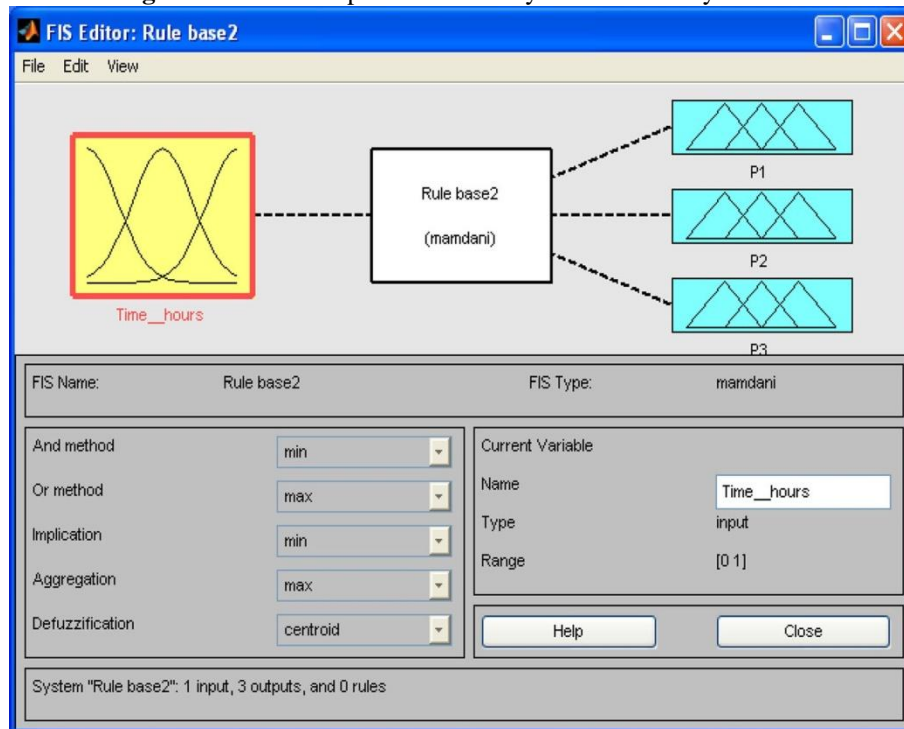 FIS Editor: Rule base2
File Edit View
Rule base2
(mamdani)
Time__hours
P1
P2
P3
FIS Name: Rule base2 FIS Type: mamdani
And method min
Or method max
Implication min
Aggregation max
Defuzzification centroid
Current Variable
Name Time__hours
Type input
Range [0 1]
Help Close
System "Rule base2": 1 input, 3 outputs, and 0 rules